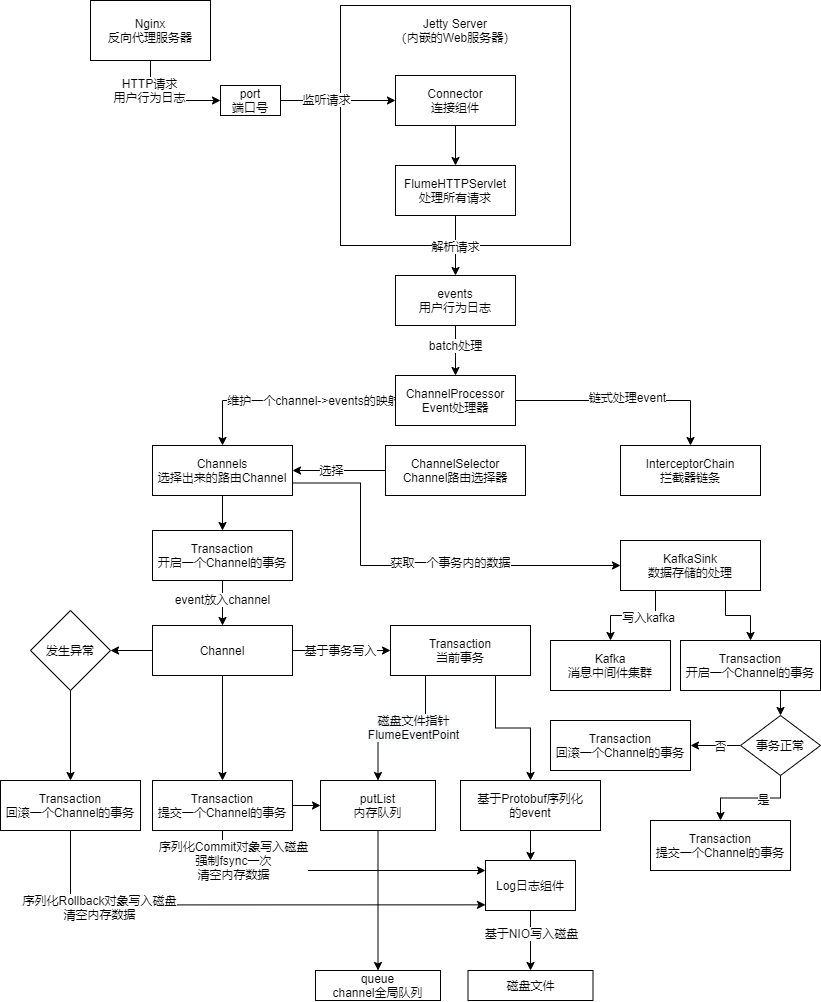 Nginx
反向代理服务器
Jetty Server
(内嵌的Web服务器)
HTTP请求
用户行为日志
port
端口号
监听请求
Connector
连接组件
FlumeHTTPServlet
处理所有请求
解析请求
events
用户行为日志
batch处理
维护一个channel->events的映射
ChannelProcessor
Event处理器
链式处理event
Channels
选择出来的路由Channel
选择
ChannelSelector
Channel路由选择器
InterceptorChain
拦截器链条
Transaction
开启一个Channel的事务
获取一个事务内的数据
KafkaSink
数据存储的处理
event放入channel
写入kafka
发生异常
Channel
基于事务写入
Transaction
当前事务
Kafka
消息中间件集群
Transaction
开启一个Channel的事务
磁盘文件指针
FlumeEventPoint
Transaction
回滚一个Channel的事务
否
事务正常
是
Transaction
回滚一个Channel的事务
Transaction
提交一个Channel的事务
putList
内存队列
基于Protobuf序列化
的event
Transaction
提交一个Channel的事务
序列化Commit对象写入磁盘
强制fsync一次
清空内存数据
Log日志组件
序列化Rollback对象写入磁盘
清空内存数据
基于NIO写入磁盘
queue
channel全局队列
磁盘文件